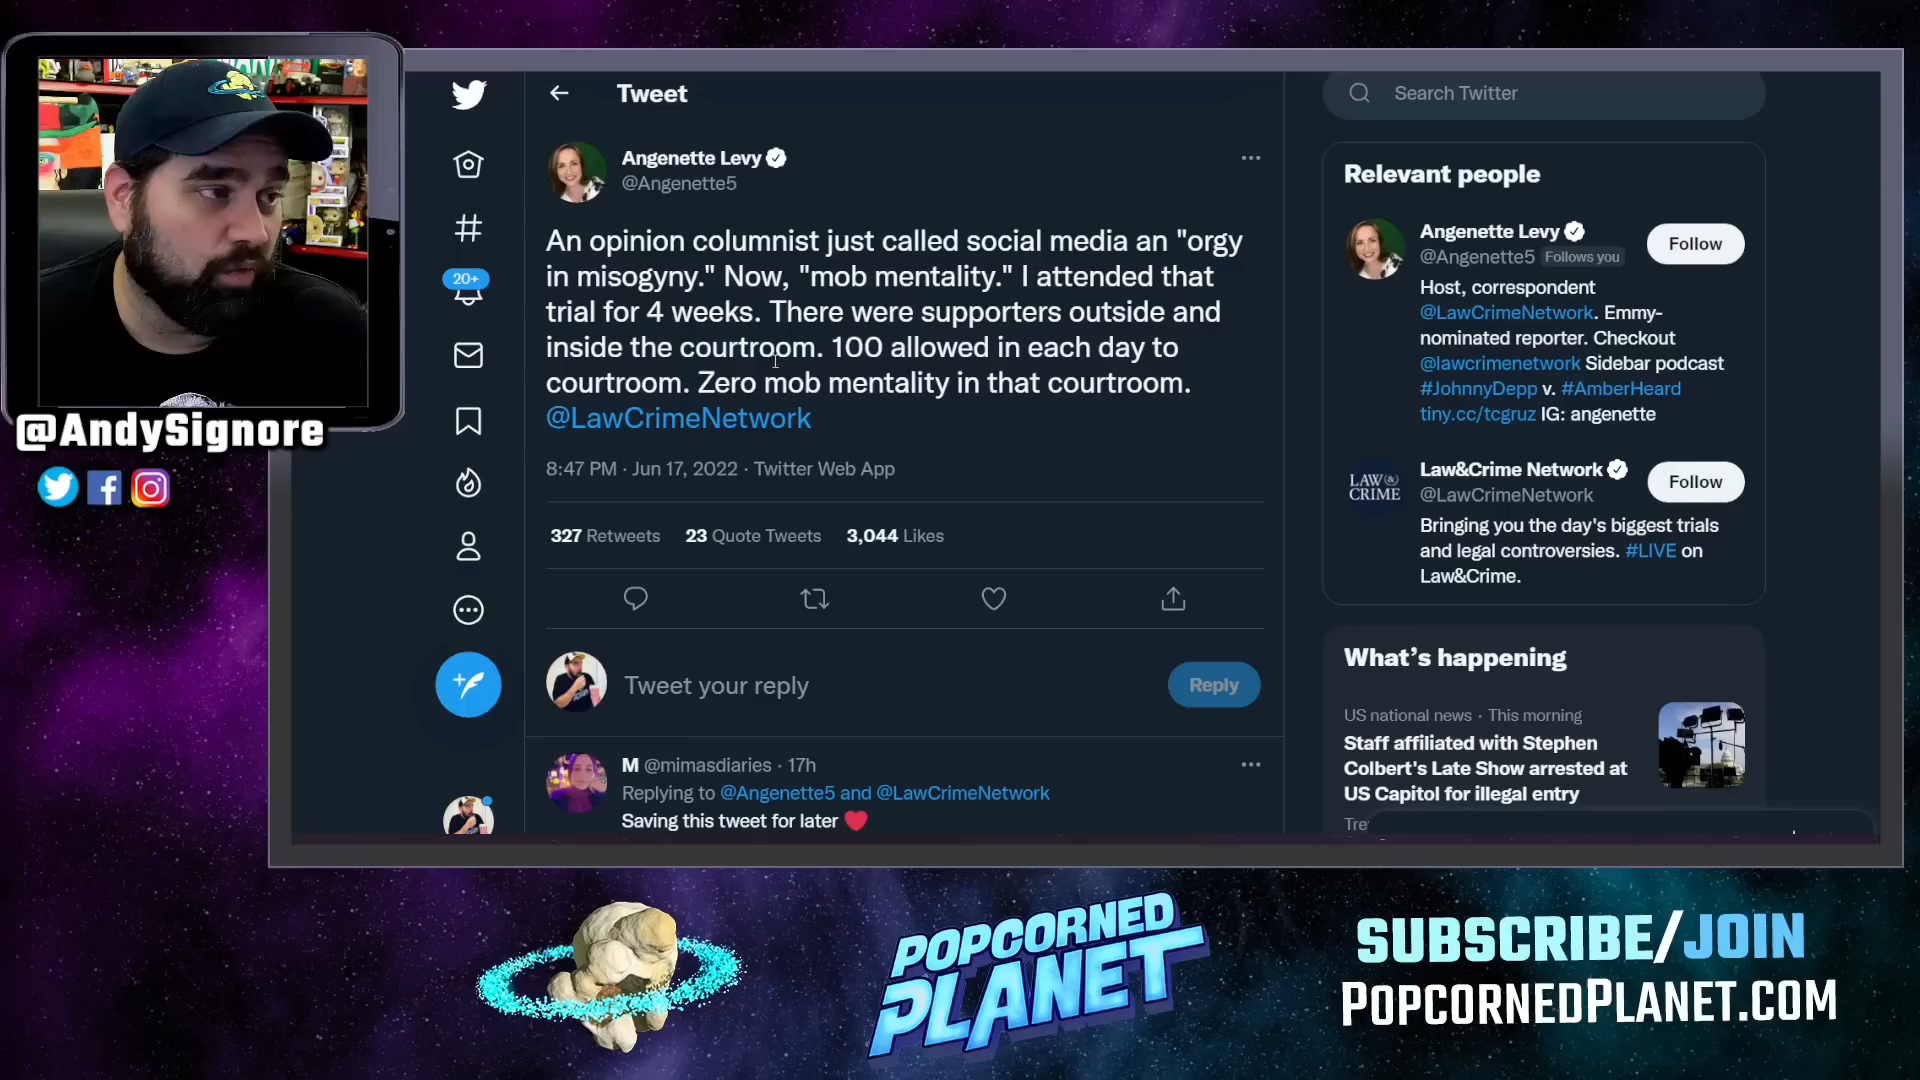 @AndySignore
Tweet
Angenette Levy
@Angenette5
An opinion columnist just called social media an "orgy
in misogyny." Now, "mob mentality." I attended that
trial for 4 weeks. There were supporters outside and
inside the courtroom. 100 allowed in each day to
courtroom. Zero mob mentality in that courtroom.
@LawCrimeNetwork
8:47 PM · Jun 17, 2022 · Twitter Web App
327 Retweets 23 Quote Tweets 3,044 Likes
20+
Tweet your reply
Reply
M @mimasdiaries · 17h
Replying to @Angenette5 and @LawCrimeNetwork
Saving this tweet for later ❤️
Search Twitter
Relevant people
Angenette Levy
@Angenette5 Follows you
Follow
Host, correspondent
@LawCrimeNetwork. Emmy-
nominated reporter. Checkout
@lawcrimenetwork Sidebar podcast
#JohnnyDepp v. #AmberHeard
tiny.cc/tcgruz IG: angenette
LAW&
CRIME
Law&Crime Network
@LawCrimeNetwork
Follow
Bringing you the day's biggest trials
and legal controversies. #LIVE on
Law&Crime.
What's happening
US national news · This morning
Staff affiliated with Stephen
Colbert's Late Show arrested at
US Capitol for illegal entry
Tre
POPCORNED
PLANET
SUBSCRIBE/JOIN
POPCORNEDPLANET.COM